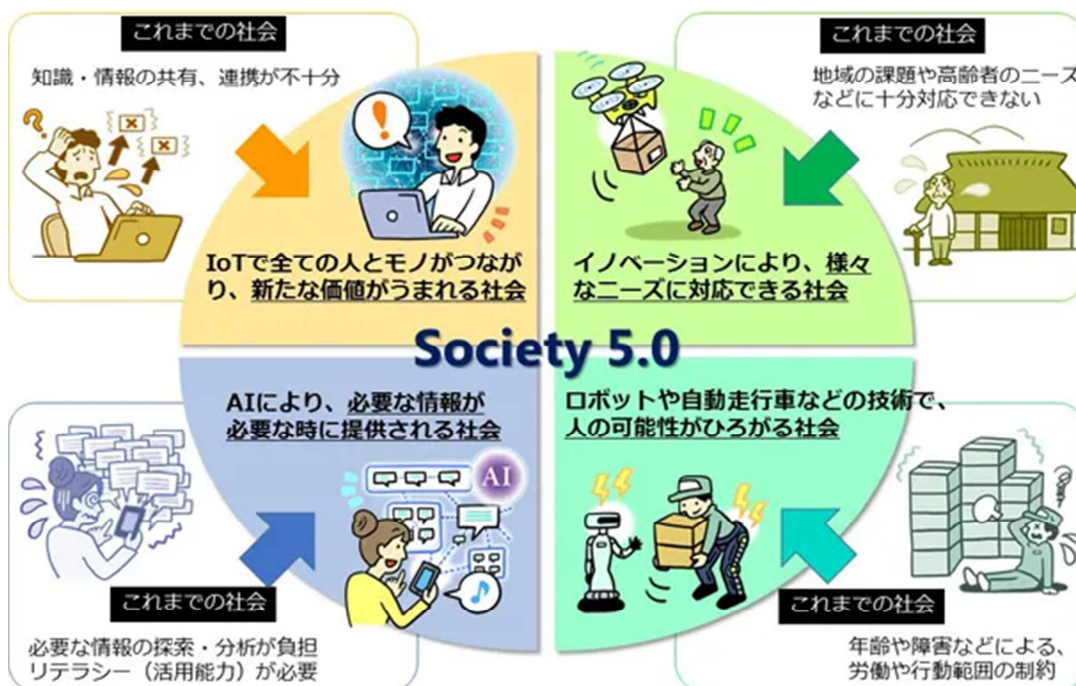 これまでの社会
知識・情報の共有、連携が不十分
IoTで全ての人とモノがつなが
り、新たな価値がうまれる社会
これまでの社会
地域の課題や高齢者のニーズ
などに十分対応できない
イノベーションにより、様々
なニーズに対応できる社会
Society 5.0
AIにより、必要な情報が
必要な時に提供される社会
AI
これまでの社会
必要な情報の探索・分析が負担
リテラシー（活用能力）が必要
ロボットや自動走行車などの技術で、
人の可能性がひろがる社会
これまでの社会
年齢や障害などによる、
労働や行動範囲の制約